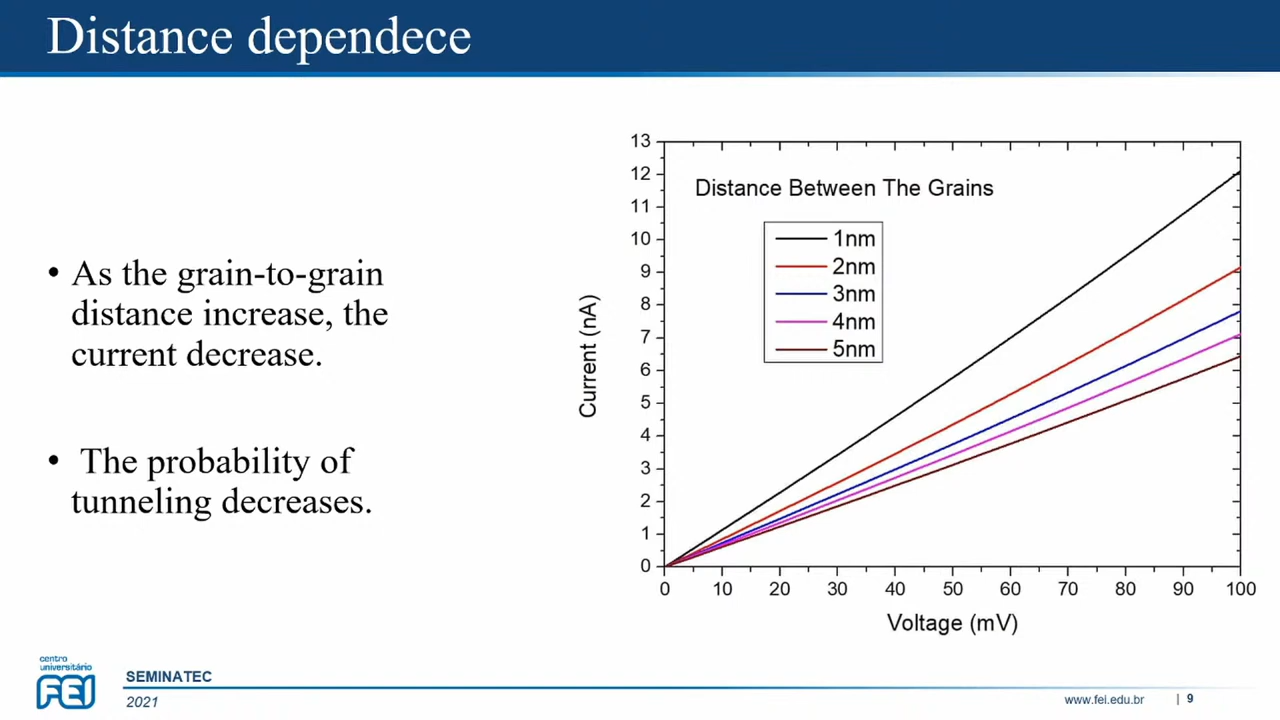 Distance dependece
• As the grain-to-grain
distance increase, the
current decrease.
• The probability of
tunneling decreases.
Distance Between The Grains
1nm
2nm
3nm
4nm
5nm
Current (nA)
13
12
11
10
9
8
7
6
5
4
3
2
1
0
0 10 20 30 40 50 60 70 80 90 100
Voltage (mV)
centro
universitário
FEI
SEMINATEC
2021
www.fei.edu.br | 9